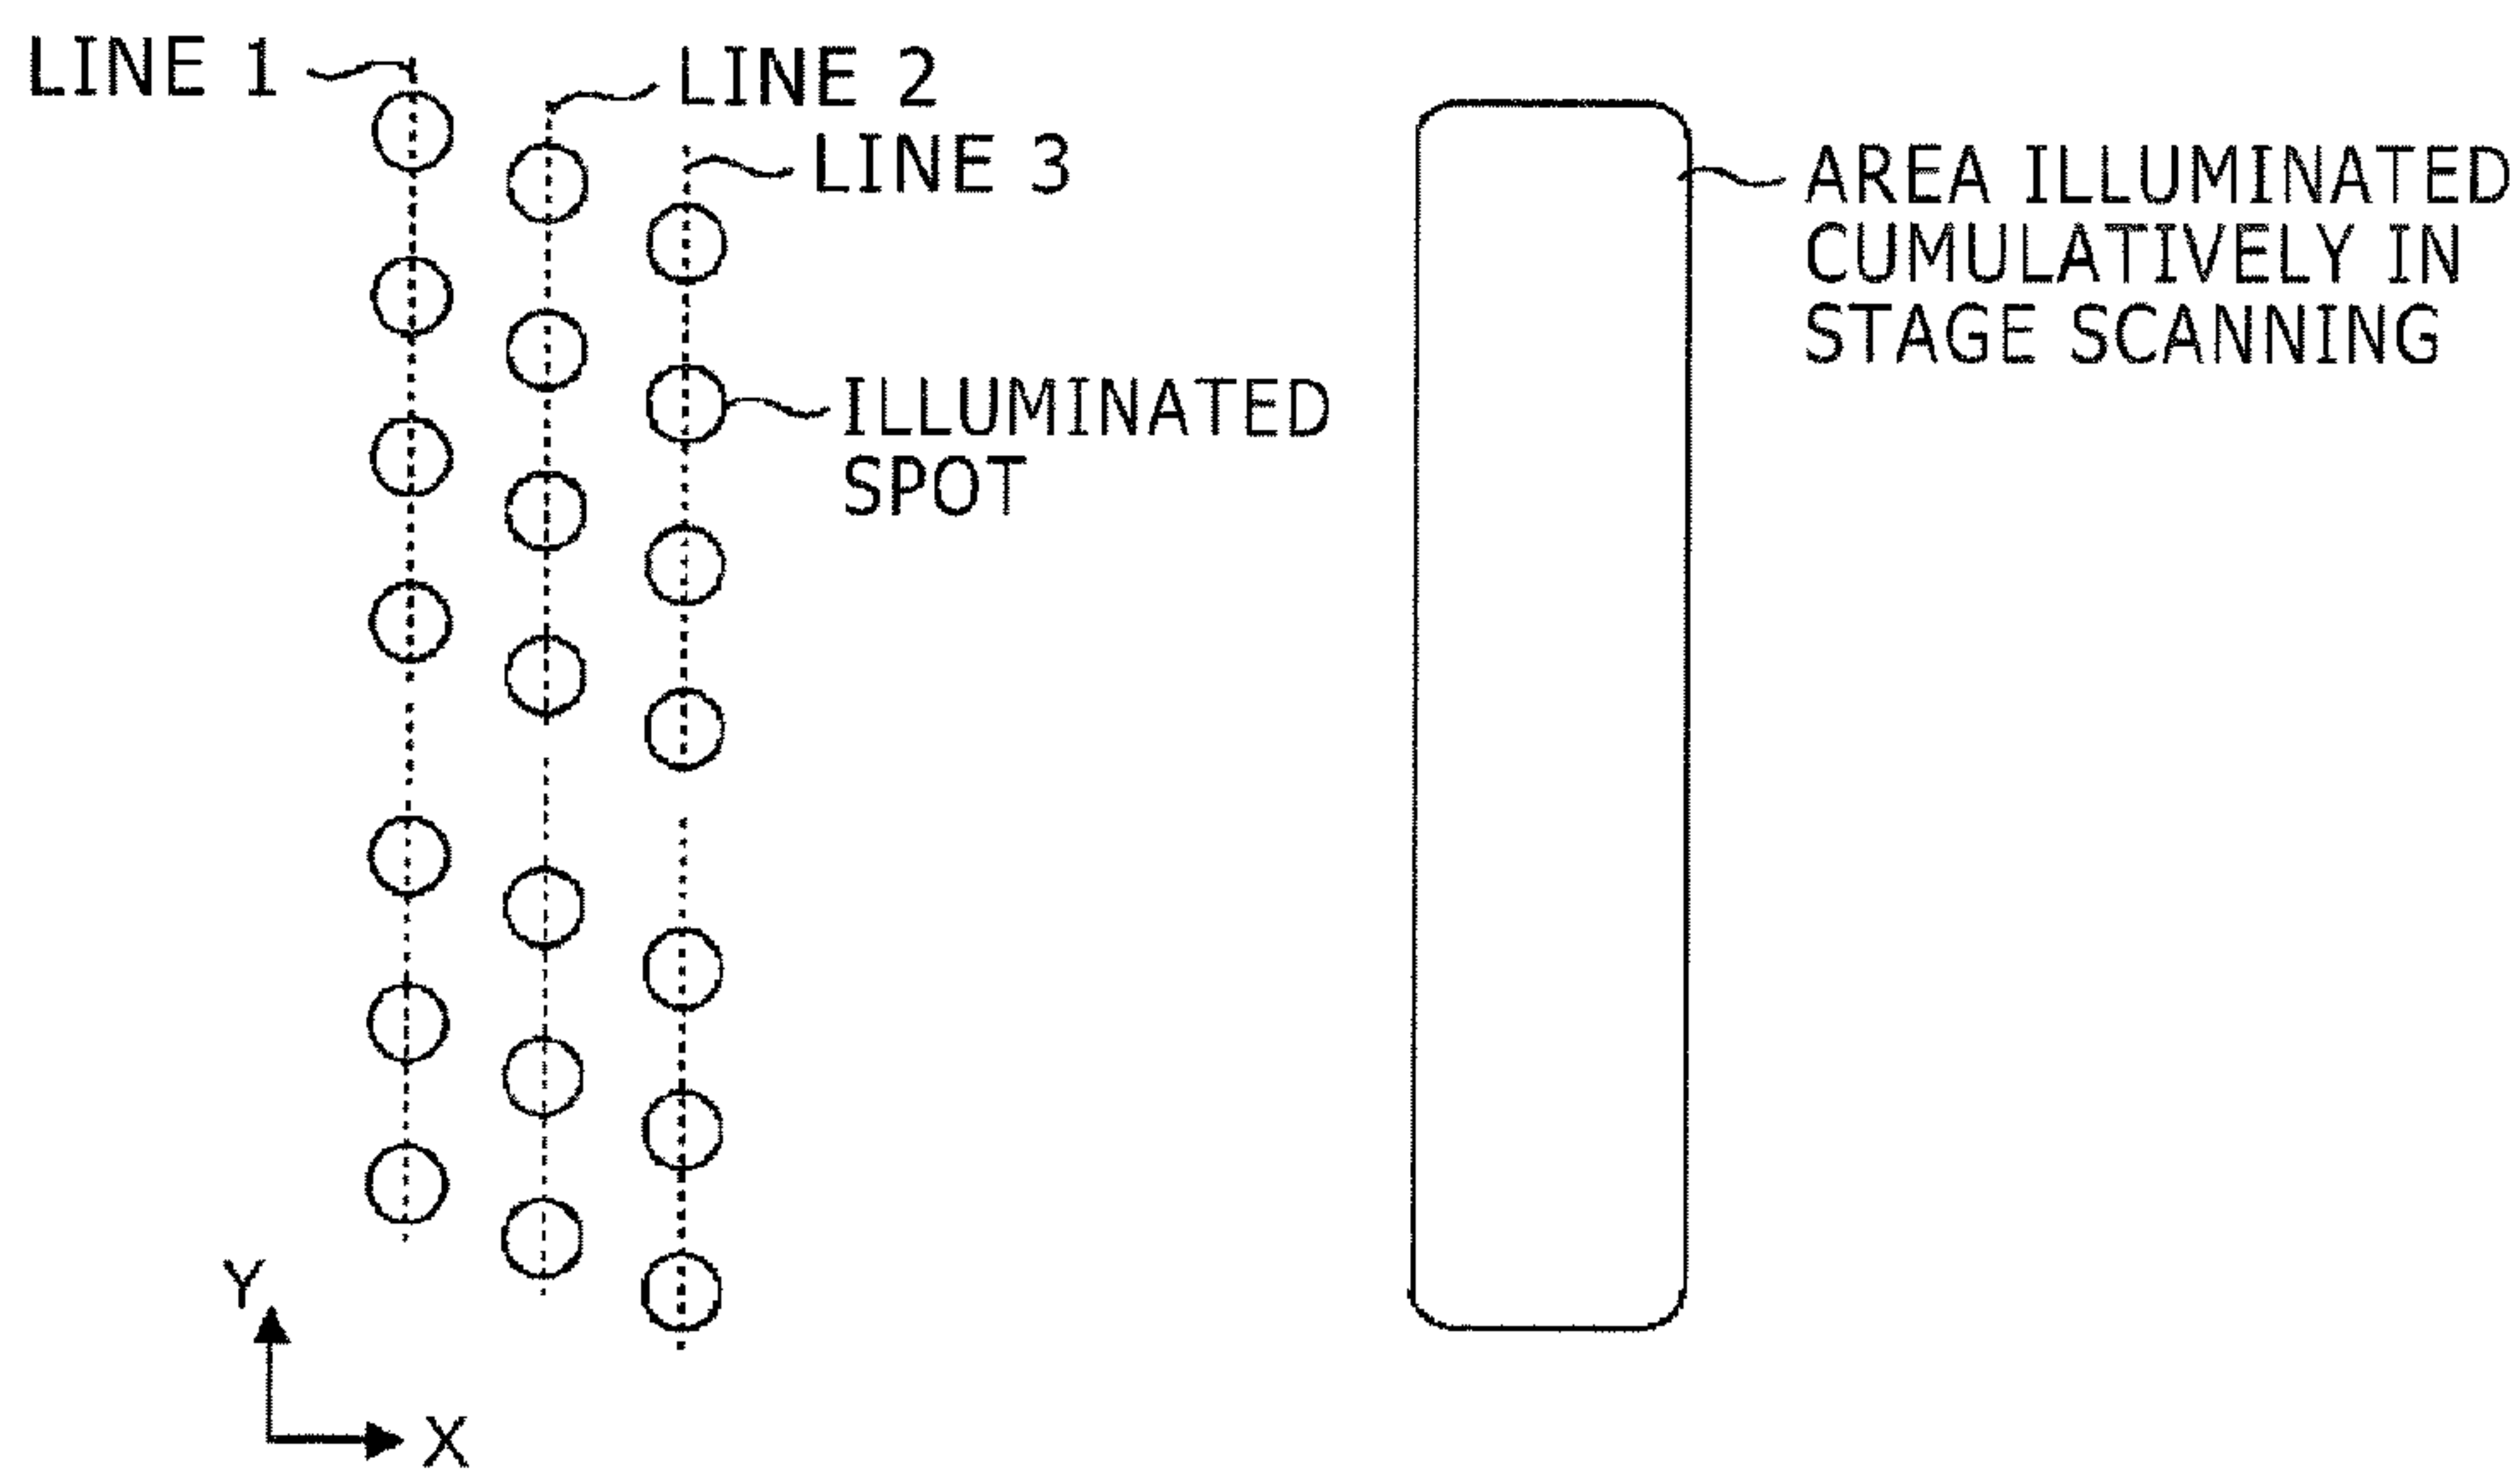 LINE 1
LINE 2
LINE 3
ILLUMINATED
SPOT
AREA ILLUMINATED
CUMULATIVELY IN
STAGE SCANNING
Y
X